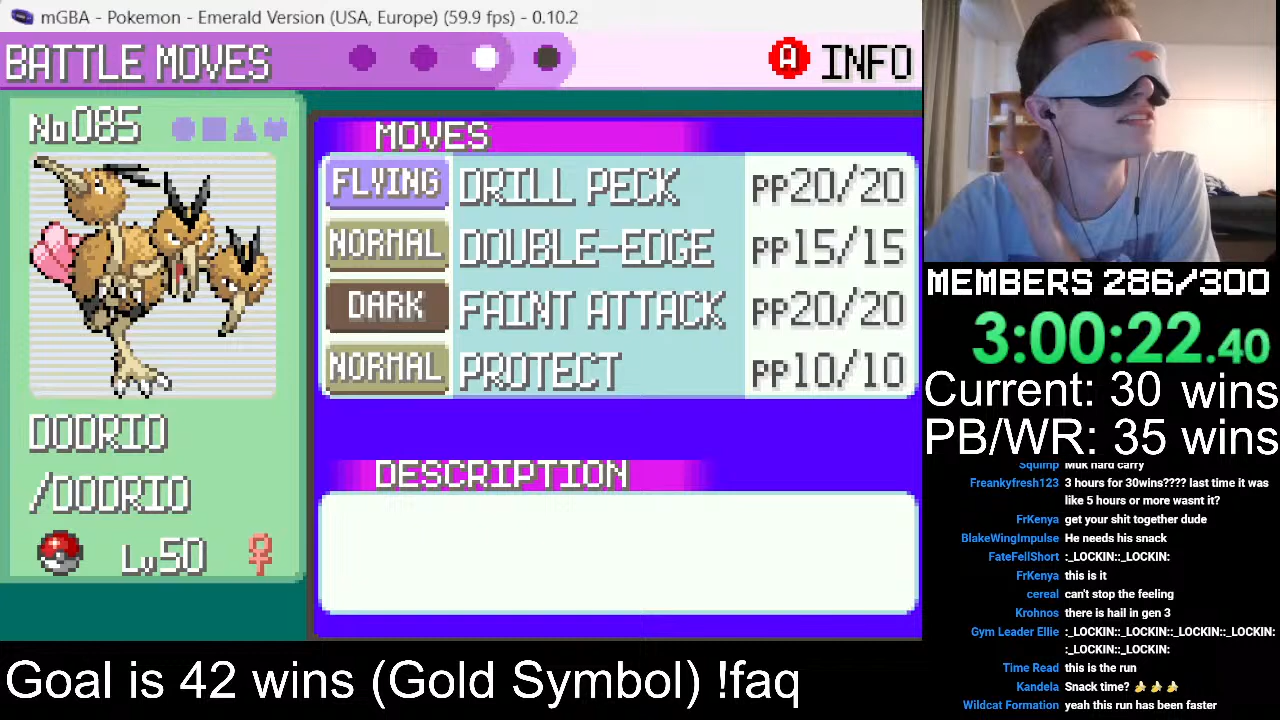 mGBA - Pokemon - Emerald Version (USA, Europe) (59.9 fps) - 0.10.2
BATTLE MOVES
A INFO
No085
MOVES
FLYING DRILL PECK PP20/20
NORMAL DOUBLE-EDGE PP15/15
DARK FAINT ATTACK PP20/20
NORMAL PROTECT PP10/10
DODRIO
/DODRIO
Lv50 ♀
DESCRIPTION
MEMBERS 286/300
3:00:22.40
Current: 30 wins
PB/WR: 35 wins
Squimp Muk hard carry
Freankyfresh123 3 hours for 30wins???? last time it was
like 5 hours or more wasnt it?
FrKenya get your shit together dude
BlakeWingImpulse He needs his snack
FateFellShort :_LOCKIN::_LOCKIN:
FrKenya this is it
cereal can't stop the feeling
Krohnos there is hail in gen 3
Gym Leader Ellie :_LOCKIN::_LOCKIN::_LOCKIN::_LOCKIN:
:_LOCKIN::_LOCKIN:
Time Read this is the run
Kandela Snack time? 🍌🍌🍌
Wildcat Formation yeah this run has been faster
Goal is 42 wins (Gold Symbol) !faq